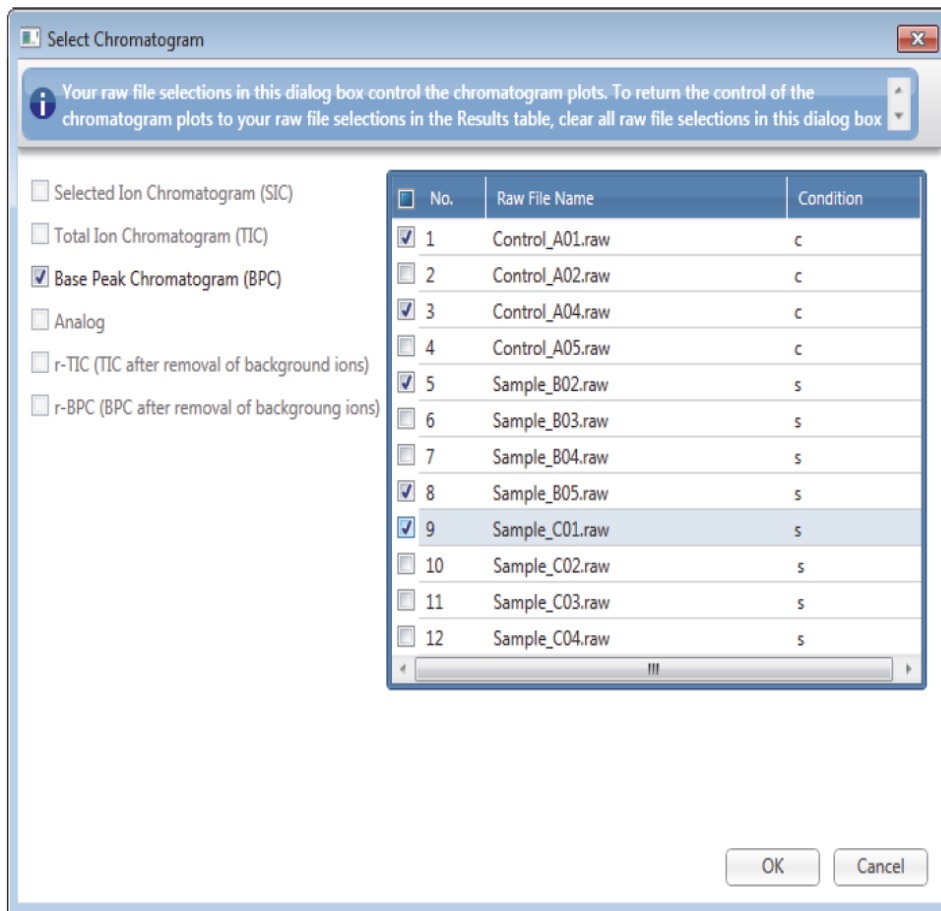 Select Chromatogram
Your raw file selections in this dialog box control the chromatogram plots. To return the control of the
chromatogram plots to your raw file selections in the Results table, clear all raw file selections in this dialog box
Selected Ion Chromatogram (SIC)
Total Ion Chromatogram (TIC)
Base Peak Chromatogram (BPC)
Analog
r-TIC (TIC after removal of background ions)
r-BPC (BPC after removal of backgroung ions)
No. Raw File Name Condition
1 Control_A01.raw c
2 Control_A02.raw c
3 Control_A04.raw c
4 Control_A05.raw c
5 Sample_B02.raw s
6 Sample_B03.raw s
7 Sample_B04.raw s
8 Sample_B05.raw s
9 Sample_C01.raw s
10 Sample_C02.raw s
11 Sample_C03.raw s
12 Sample_C04.raw s
OK Cancel